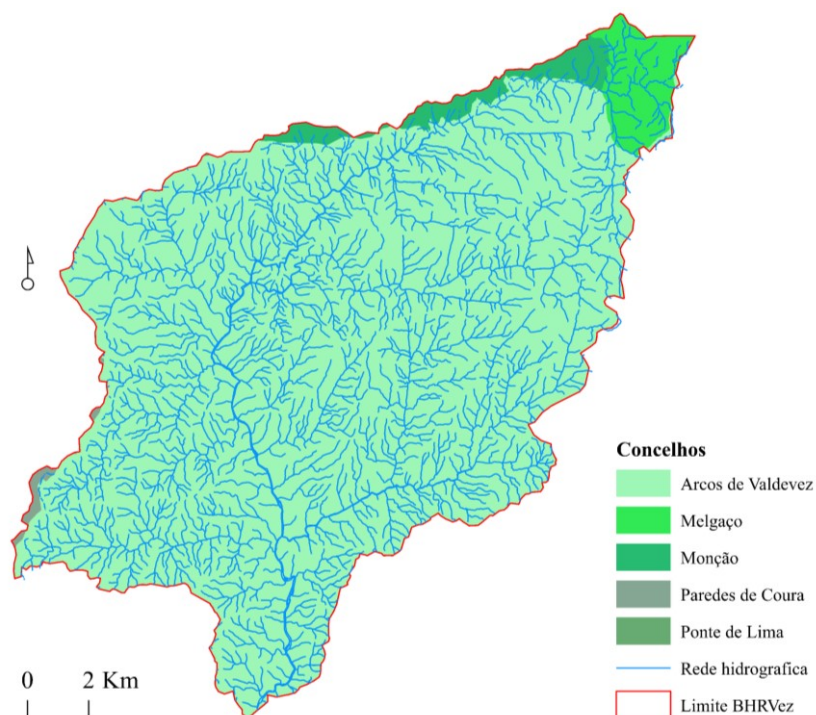 Concelhos
Arcos de Valdevez
Melgaço
Monção
Paredes de Coura
Ponte de Lima
Rede hidrografica
Limite BHRVez
0 2 Km